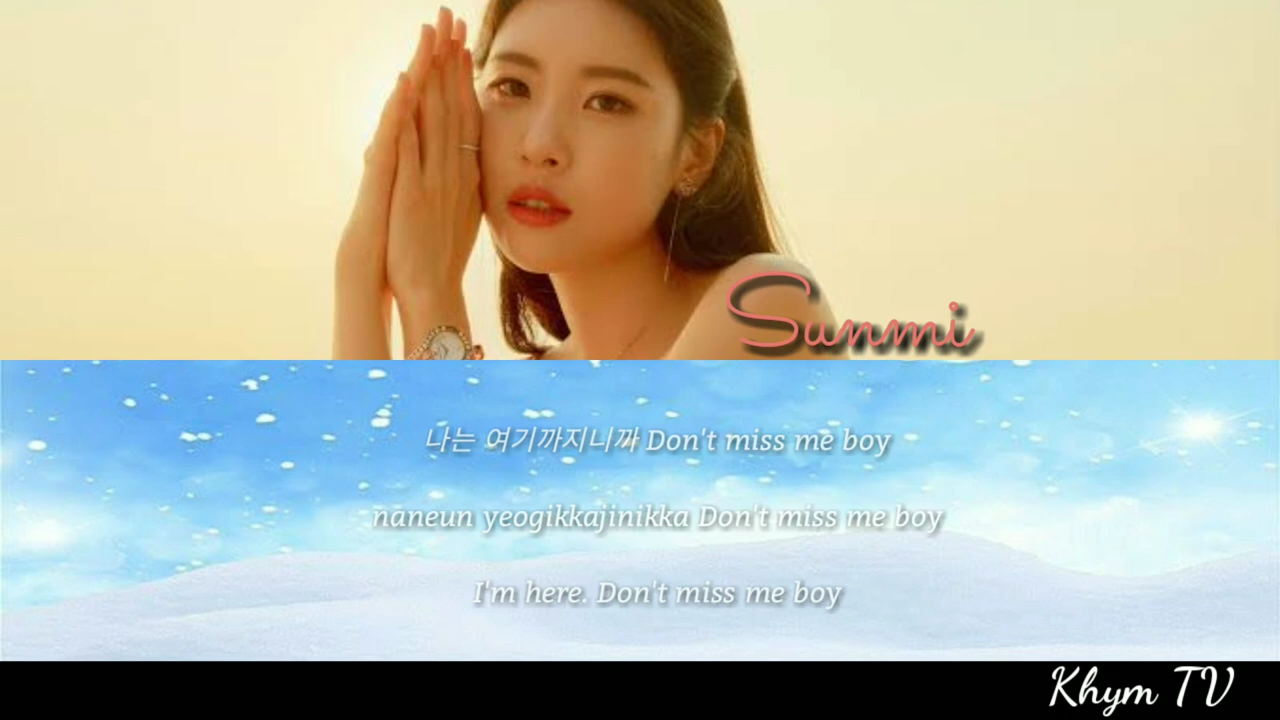 Sunmi
나는 여기까지니까 Don't miss me boy
naneun yeogikkajinikka Don't miss me boy
I'm here. Don't miss me boy
Khym TV